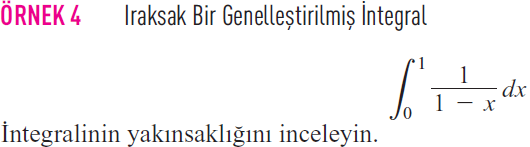 ÖRNEK 4 Iraksak Bir Genelleştirilmiş İntegral
∫₀¹ 1/(1 − x) dx
İntegralinin yakınsaklığını inceleyin.